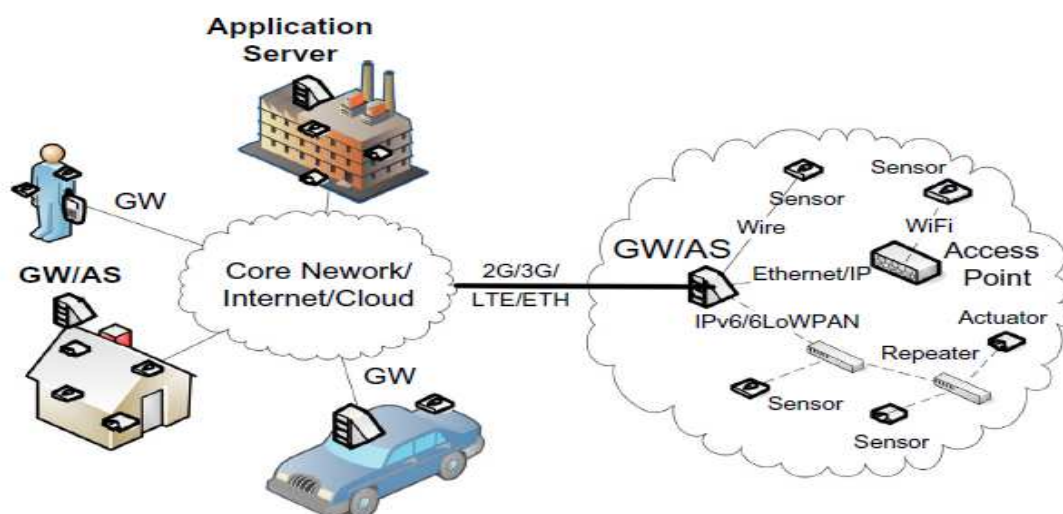 Application
Server
GW
GW/AS
Core Nework/
Internet/Cloud
GW
2G/3G/
LTE/ETH
GW/AS
Sensor
Wire
Sensor
WiFi
Ethernet/IP
Access
Point
IPv6/6LoWPAN
Actuator
Repeater
Sensor
Sensor